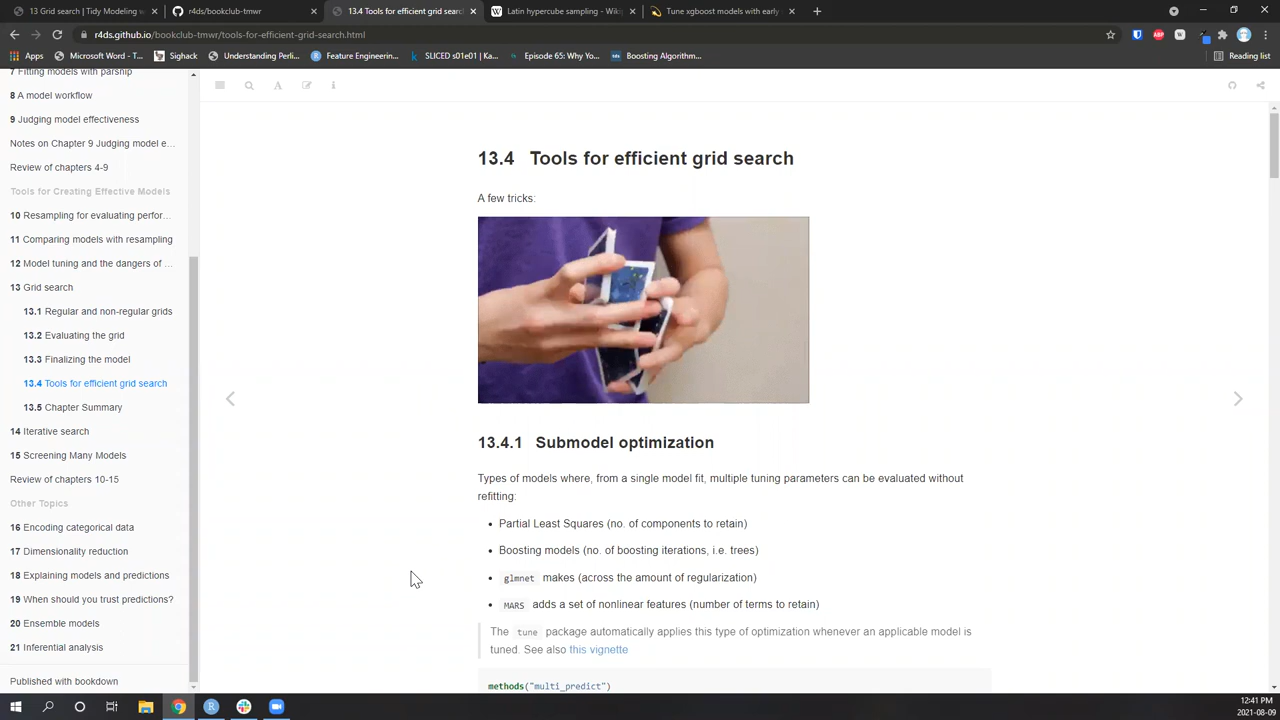 13 Grid search | Tidy Modeling w
r4ds/bookclub-tmwr
13.4 Tools for efficient grid searc
Latin hypercube sampling - Wikip
Tune xgboost models with early
r4ds.github.io/bookclub-tmwr/tools-for-efficient-grid-search.html
Apps
Microsoft Word - T...
Sighack
Understanding Perli...
Feature Engineerin...
SLICED s01e01 | Ka...
Episode 65: Why Yo...
Boosting Algorithm...
Reading list
7 Fitting models with parsnip
8 A model workflow
9 Judging model effectiveness
Notes on Chapter 9 Judging model e...
Review of chapters 4-9
Tools for Creating Effective Models
10 Resampling for evaluating perfor...
11 Comparing models with resampling
12 Model tuning and the dangers of ...
13 Grid search
13.1 Regular and non-regular grids
13.2 Evaluating the grid
13.3 Finalizing the model
13.4 Tools for efficient grid search
13.5 Chapter Summary
14 Iterative search
15 Screening Many Models
Review of chapters 10-15
Other Topics
16 Encoding categorical data
17 Dimensionality reduction
18 Explaining models and predictions
19 When should you trust predictions?
20 Ensemble models
21 Inferential analysis
Published with bookdown
13.4 Tools for efficient grid search
A few tricks:
13.4.1 Submodel optimization
Types of models where, from a single model fit, multiple tuning parameters can be evaluated without
refitting:
• Partial Least Squares (no. of components to retain)
• Boosting models (no. of boosting iterations, i.e. trees)
• glmnet makes (across the amount of regularization)
• MARS adds a set of nonlinear features (number of terms to retain)
The tune package automatically applies this type of optimization whenever an applicable model is
tuned. See also this vignette
methods("multi_predict")
12:41 PM
2021-08-09